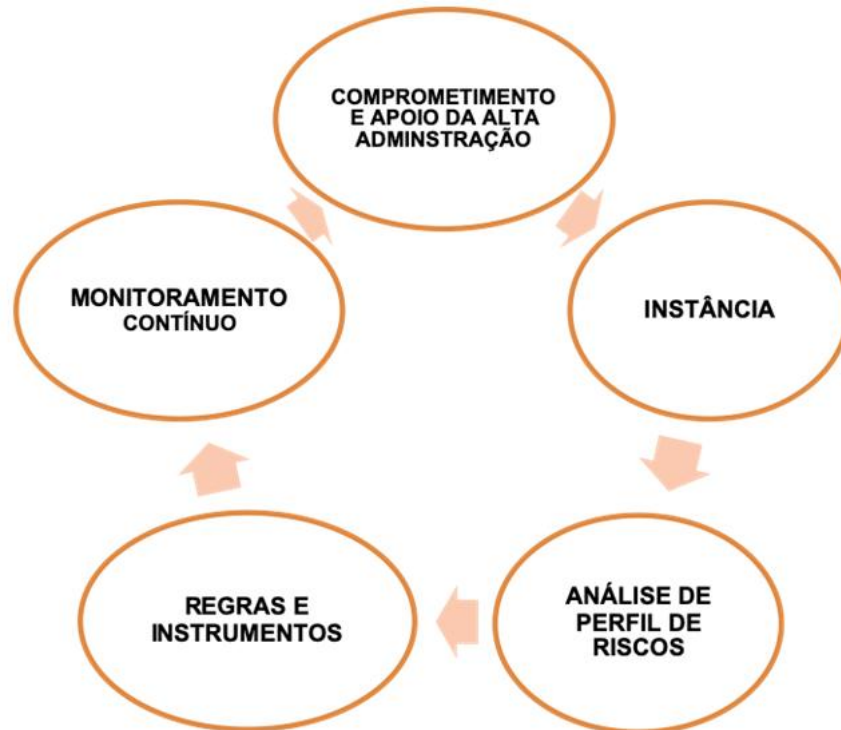 COMPROMETIMENTO
E APOIO DA ALTA
ADMINSTRAÇÃO
INSTÂNCIA
ANÁLISE DE
PERFIL DE
RISCOS
REGRAS E
INSTRUMENTOS
MONITORAMENTO
CONTÍNUO